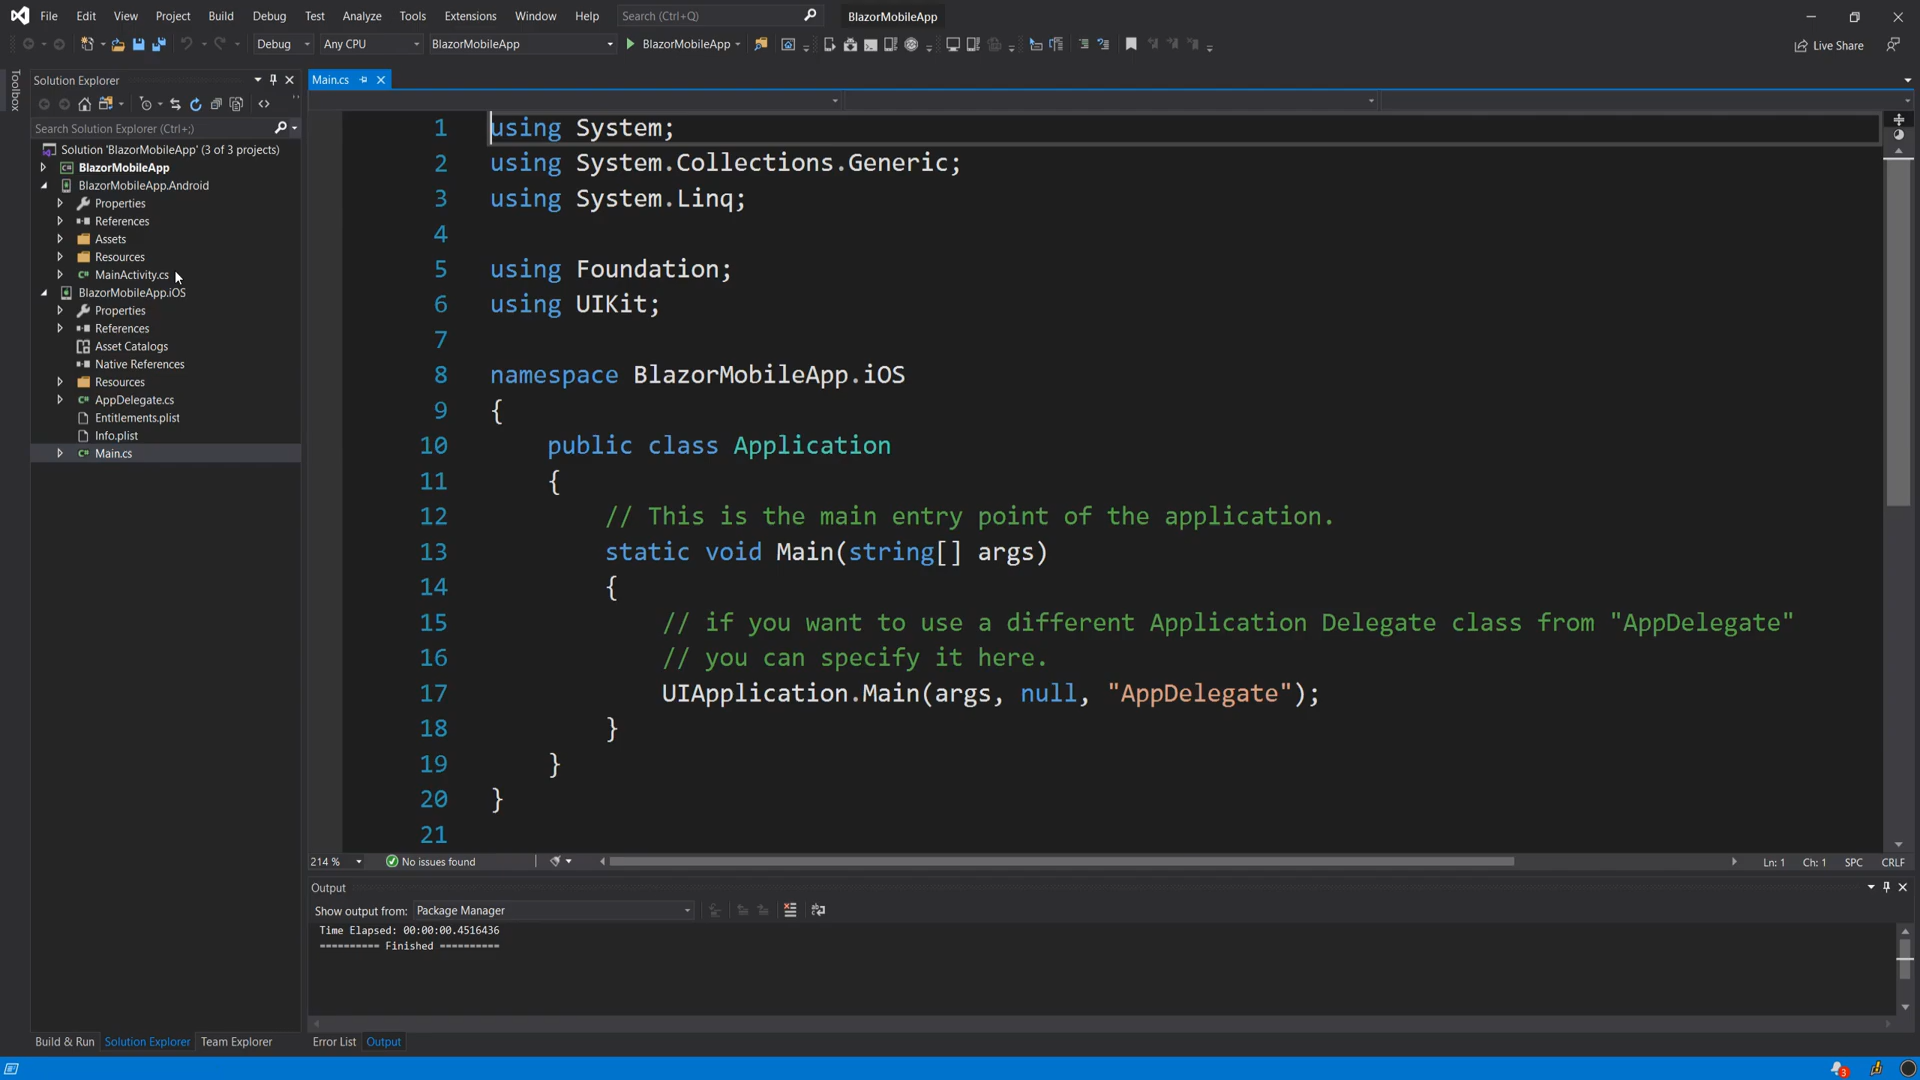 File Edit View Project Build Debug Test Analyze Tools Extensions Window Help Search (Ctrl+Q) BlazorMobileApp
Debug Any CPU BlazorMobileApp BlazorMobileApp Live Share
Toolbox
Solution Explorer
Search Solution Explorer (Ctrl+;)
Solution 'BlazorMobileApp' (3 of 3 projects)
BlazorMobileApp
BlazorMobileApp.Android
Properties
References
Assets
Resources
MainActivity.cs
BlazorMobileApp.iOS
Properties
References
Asset Catalogs
Native References
Resources
AppDelegate.cs
Entitlements.plist
Info.plist
Main.cs
Main.cs
1 using System;
2 using System.Collections.Generic;
3 using System.Linq;
4
5 using Foundation;
6 using UIKit;
7
8 namespace BlazorMobileApp.iOS
9 {
10 public class Application
11 {
12 // This is the main entry point of the application.
13 static void Main(string[] args)
14 {
15 // if you want to use a different Application Delegate class from "AppDelegate"
16 // you can specify it here.
17 UIApplication.Main(args, null, "AppDelegate");
18 }
19 }
20 }
21
214 % No issues found Ln: 1 Ch: 1 SPC CRLF
Output
Show output from: Package Manager
Time Elapsed: 00:00:00.4516436
========== Finished ==========
Build & Run Solution Explorer Team Explorer Error List Output
3